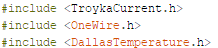 #include <TroykaCurrent.h>
#include <OneWire.h>
#include <DallasTemperature.h>